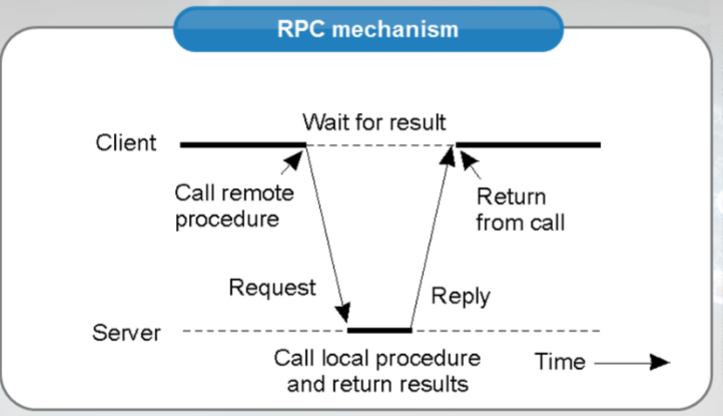 RPC mechanism
Wait for result
Client
Call remote
procedure
Return
from call
Request
Reply
Server
Call local procedure
and return results
Time